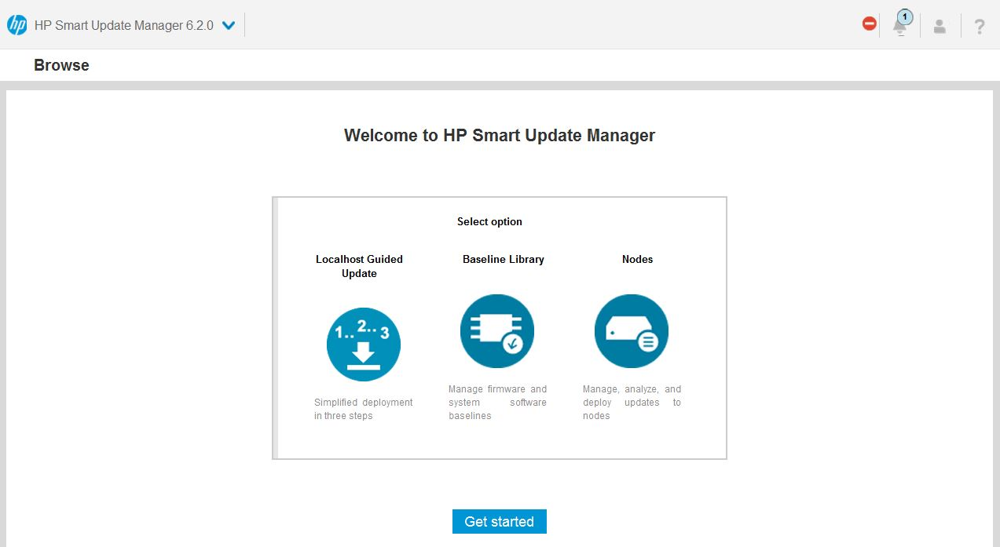 hp HP Smart Update Manager 6.2.0
1
?
Browse
Welcome to HP Smart Update Manager
Select option
Localhost Guided
Update
Baseline Library
Nodes
1.. 2.. 3
Simplified deployment
in three steps
Manage firmware and
system software
baselines
Manage, analyze, and
deploy updates to
nodes
Get started